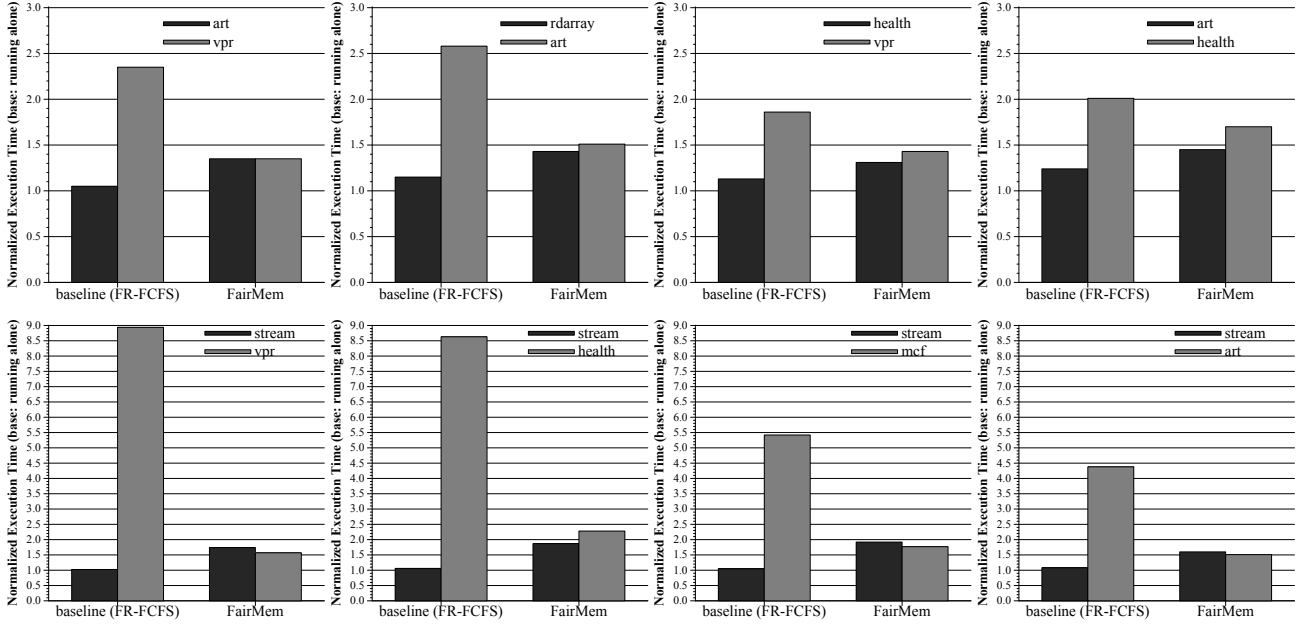 Normalized Execution Time (base: running alone)
3.0
2.5
2.0
1.5
1.0
0.5
0.0
art
vpr
baseline (FR-FCFS)
FairMem
Normalized Execution Time (base: running alone)
3.0
2.5
2.0
1.5
1.0
0.5
0.0
rdarray
art
baseline (FR-FCFS)
FairMem
Normalized Execution Time (base: running alone)
3.0
2.5
2.0
1.5
1.0
0.5
0.0
health
vpr
baseline (FR-FCFS)
FairMem
Normalized Execution Time (base: running alone)
3.0
2.5
2.0
1.5
1.0
0.5
0.0
art
health
baseline (FR-FCFS)
FairMem
Normalized Execution Time (base: running alone)
9.0
8.5
8.0
7.5
7.0
6.5
6.0
5.5
5.0
4.5
4.0
3.5
3.0
2.5
2.0
1.5
1.0
0.5
0.0
stream
vpr
baseline (FR-FCFS)
FairMem
Normalized Execution Time (base: running alone)
9.0
8.5
8.0
7.5
7.0
6.5
6.0
5.5
5.0
4.5
4.0
3.5
3.0
2.5
2.0
1.5
1.0
0.5
0.0
stream
health
baseline (FR-FCFS)
FairMem
Normalized Execution Time (base: running alone)
9.0
8.5
8.0
7.5
7.0
6.5
6.0
5.5
5.0
4.5
4.0
3.5
3.0
2.5
2.0
1.5
1.0
0.5
0.0
stream
mcf
baseline (FR-FCFS)
FairMem
Normalized Execution Time (base: running alone)
9.0
8.5
8.0
7.5
7.0
6.5
6.0
5.5
5.0
4.5
4.0
3.5
3.0
2.5
2.0
1.5
1.0
0.5
0.0
stream
art
baseline (FR-FCFS)
FairMem